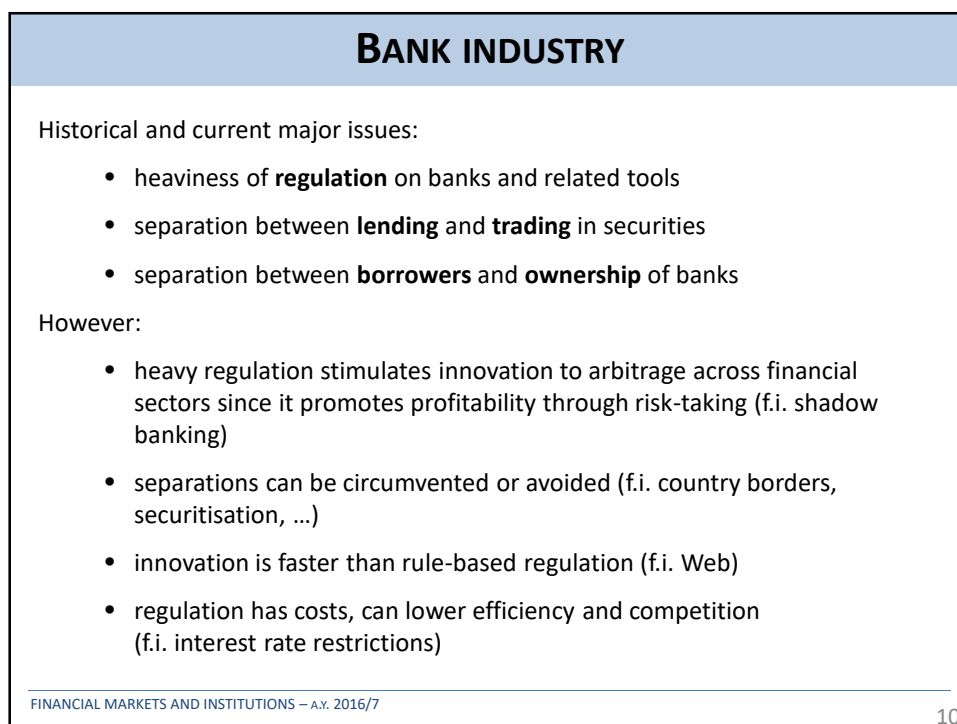 BANK INDUSTRY
Historical and current major issues:
• heaviness of regulation on banks and related tools
• separation between lending and trading in securities
• separation between borrowers and ownership of banks
However:
• heavy regulation stimulates innovation to arbitrage across financial
sectors since it promotes profitability through risk-taking (f.i. shadow
banking)
• separations can be circumvented or avoided (f.i. country borders,
securitisation, …)
• innovation is faster than rule-based regulation (f.i. Web)
• regulation has costs, can lower efficiency and competition
(f.i. interest rate restrictions)
FINANCIAL MARKETS AND INSTITUTIONS – A.Y. 2016/7
10